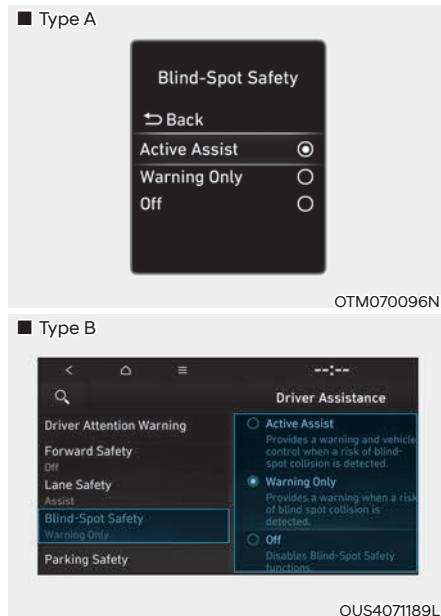 ■ Type A
Blind-Spot Safety
Back
Active Assist
Warning Only
Off
OTM070096N
■ Type B
--:--
Driver Assistance
Driver Attention Warning
Forward Safety
Off
Lane Safety
Assist
Blind-Spot Safety
Warning Only
Parking Safety
Active Assist
Provides a warning and vehicle
control when a risk of blind-
spot collision is detected.
Warning Only
Provides a warning when a risk
of blind spot collision is
detected.
Off
Disables Blind-Spot Safety
functions.
OUS4071189L